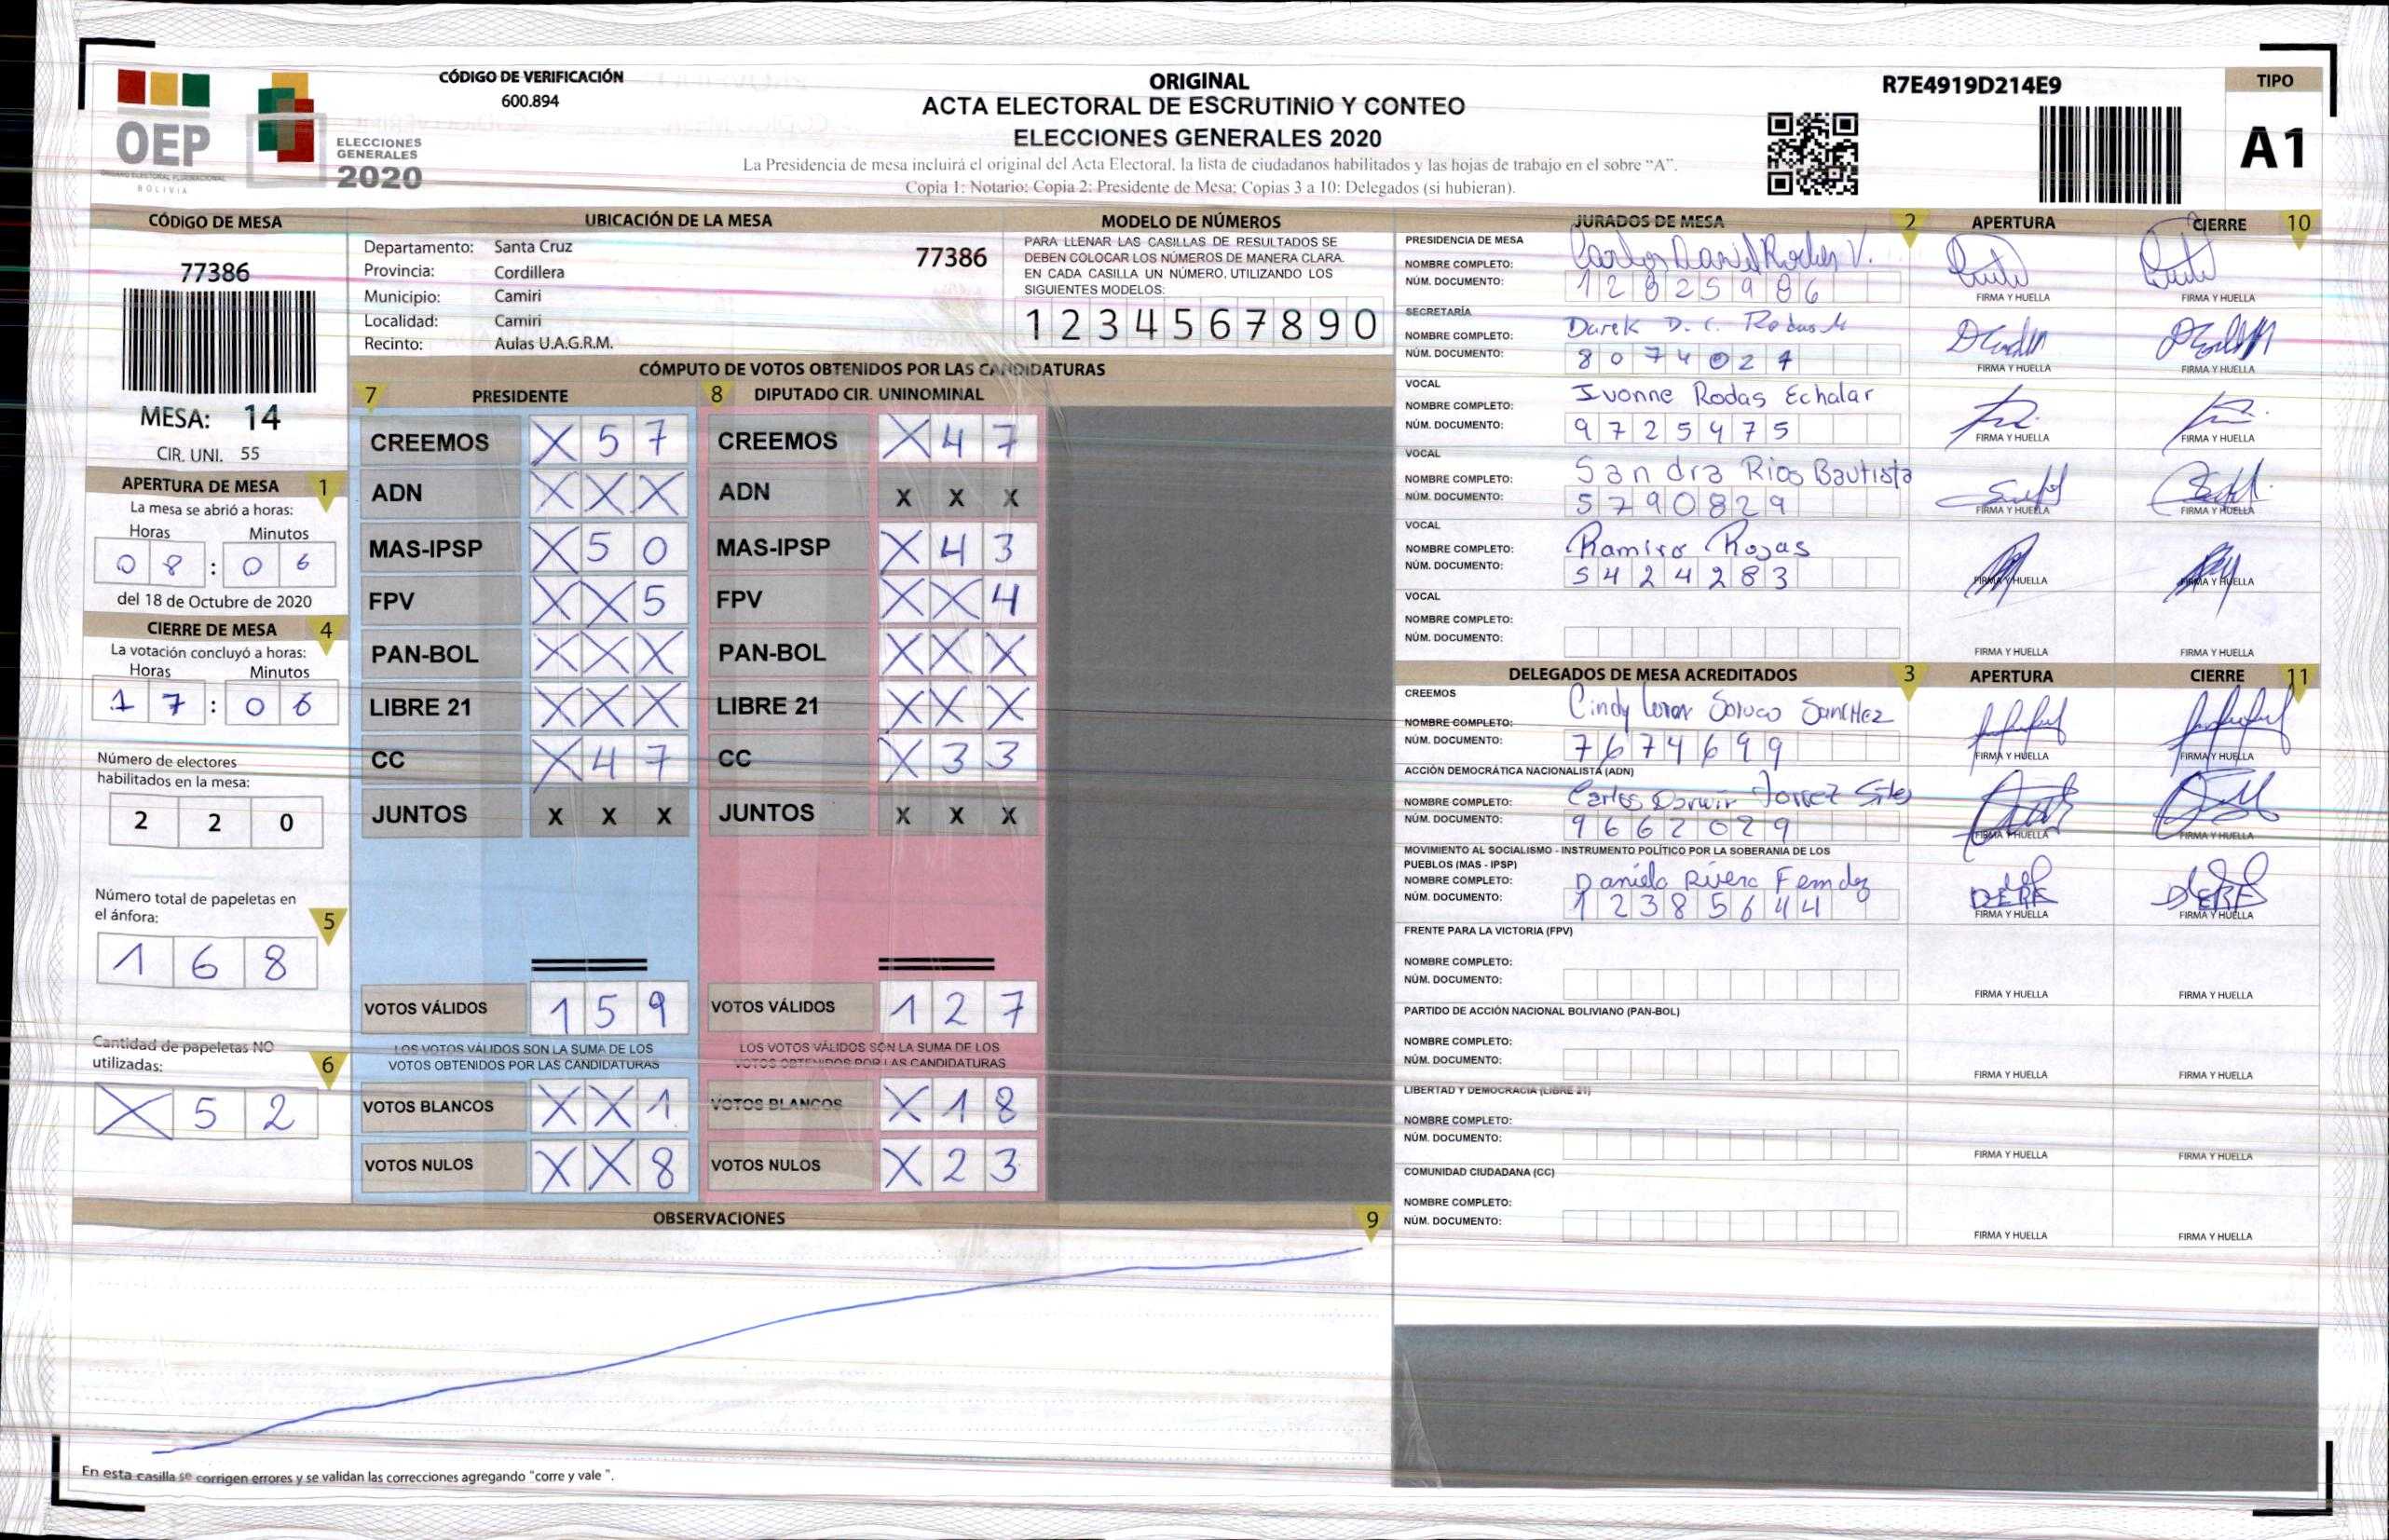 CÓDIGO DE VERIFICACIÓN
600.894
OEP
ÓRGANO ELECTORAL PLURINACIONAL
BOLIVIA
ELECCIONES
GENERALES
2020
ORIGINAL
ACTA ELECTORAL DE ESCRUTINIO Y CONTEO
ELECCIONES GENERALES 2020
La Presidencia de mesa incluirá el original del Acta Electoral, la lista de ciudadanos habilitados y las hojas de trabajo en el sobre “A”.
Copia 1: Notario; Copia 2: Presidente de Mesa; Copias 3 a 10: Delegados (si hubieran).
R7E4919D214E9
TIPO
A1
CÓDIGO DE MESA
77386
MESA: 14
CIR. UNI. 55
UBICACIÓN DE LA MESA
Departamento: Santa Cruz
77386
Provincia: Cordillera
Municipio: Camiri
Localidad: Camiri
Recinto: Aulas U.A.G.R.M.
MODELO DE NÚMEROS
PARA LLENAR LAS CASILLAS DE RESULTADOS SE
DEBEN COLOCAR LOS NÚMEROS DE MANERA CLARA.
EN CADA CASILLA UN NÚMERO, UTILIZANDO LOS
SIGUIENTES MODELOS:
1 2 3 4 5 6 7 8 9 0
APERTURA DE MESA 1
La mesa se abrió a horas:
Horas Minutos
0 8 : 0 6
del 18 de Octubre de 2020
CIERRE DE MESA 4
La votación concluyó a horas:
Horas Minutos
1 7 : 0 6
Número de electores
habilitados en la mesa:
2 2 0
Número total de papeletas en
el ánfora: 5
1 6 8
Cantidad de papeletas NO
utilizadas: 6
X 5 2
CÓMPUTO DE VOTOS OBTENIDOS POR LAS CANDIDATURAS
7 PRESIDENTE
CREEMOS X 5 7
ADN X X X
MAS-IPSP X 5 0
FPV X X 5
PAN-BOL X X X
LIBRE 21 X X X
CC X 4 7
JUNTOS X X X
VOTOS VÁLIDOS 1 5 9
LOS VOTOS VÁLIDOS SON LA SUMA DE LOS
VOTOS OBTENIDOS POR LAS CANDIDATURAS
VOTOS BLANCOS X X 1
VOTOS NULOS X X 8
8 DIPUTADO CIR. UNINOMINAL
CREEMOS X 4 7
ADN X X X
MAS-IPSP X 4 3
FPV X X 4
PAN-BOL X X X
LIBRE 21 X X X
CC X 3 3
JUNTOS X X X
VOTOS VÁLIDOS 1 2 7
LOS VOTOS VÁLIDOS SON LA SUMA DE LOS
VOTOS OBTENIDOS POR LAS CANDIDATURAS
VOTOS BLANCOS X 1 8
VOTOS NULOS X 2 3
OBSERVACIONES 9
En esta casilla se corrigen errores y se validan las correcciones agregando "corre y vale ".
JURADOS DE MESA 2 APERTURA CIERRE 10
PRESIDENCIA DE MESA
NOMBRE COMPLETO: Carlos David V.
NÚM. DOCUMENTO: 1 2 8 2 5 9 8 6
FIRMA Y HUELLA FIRMA Y HUELLA
SECRETARÍA
NOMBRE COMPLETO: Darek D. C. Rodas
NÚM. DOCUMENTO: 8 0 7 4 0 2 7
FIRMA Y HUELLA FIRMA Y HUELLA
VOCAL
NOMBRE COMPLETO: Ivonne Rodas Echalar
NÚM. DOCUMENTO: 9 7 2 5 4 7 5
FIRMA Y HUELLA FIRMA Y HUELLA
VOCAL
NOMBRE COMPLETO: Sandra Rios Bautista
NÚM. DOCUMENTO: 5 7 9 0 8 2 9
FIRMA Y HUELLA FIRMA Y HUELLA
VOCAL
NOMBRE COMPLETO: Ramiro Rojas
NÚM. DOCUMENTO: 5 4 2 4 2 8 3
FIRMA Y HUELLA FIRMA Y HUELLA
VOCAL
NOMBRE COMPLETO:
NÚM. DOCUMENTO:
FIRMA Y HUELLA FIRMA Y HUELLA
DELEGADOS DE MESA ACREDITADOS 3 APERTURA CIERRE 11
CREEMOS
NOMBRE COMPLETO: Cindy Soruco Sanchez
NÚM. DOCUMENTO: 7 6 7 4 6 9 9
FIRMA Y HUELLA FIRMA Y HUELLA
ACCIÓN DEMOCRÁTICA NACIONALISTA (ADN)
NOMBRE COMPLETO: Carlos Darwin Torrez Siles
NÚM. DOCUMENTO: 9 6 6 2 0 2 9
FIRMA Y HUELLA FIRMA Y HUELLA
MOVIMIENTO AL SOCIALISMO - INSTRUMENTO POLÍTICO POR LA SOBERANIA DE LOS
PUEBLOS (MAS - IPSP)
NOMBRE COMPLETO: Daniela Rivera
NÚM. DOCUMENTO: 1 2 3 8 5 6 4 4
FIRMA Y HUELLA FIRMA Y HUELLA
FRENTE PARA LA VICTORIA (FPV)
NOMBRE COMPLETO:
NÚM. DOCUMENTO:
FIRMA Y HUELLA FIRMA Y HUELLA
PARTIDO DE ACCIÓN NACIONAL BOLIVIANO (PAN-BOL)
NOMBRE COMPLETO:
NÚM. DOCUMENTO:
FIRMA Y HUELLA FIRMA Y HUELLA
LIBERTAD Y DEMOCRACIA (LIBRE 21)
NOMBRE COMPLETO:
NÚM. DOCUMENTO:
FIRMA Y HUELLA FIRMA Y HUELLA
COMUNIDAD CIUDADANA (CC)
NOMBRE COMPLETO:
NÚM. DOCUMENTO:
FIRMA Y HUELLA FIRMA Y HUELLA